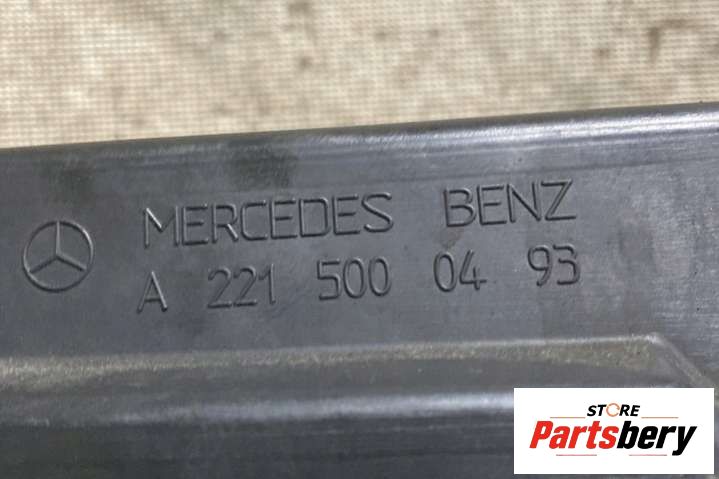 MERCEDES BENZ
A 221 500 04 93
STORE
Partsbery